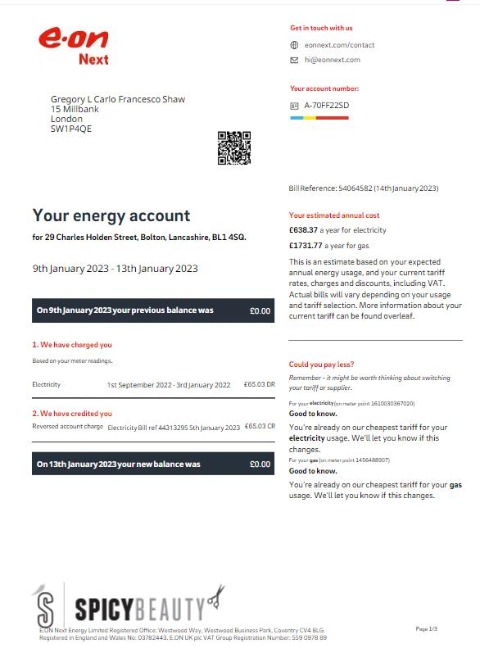 e·on
Next
Get in touch with us
eonnext.com/contact
hi@eonnext.com
Your account number:
A-70FF22SD
Gregory L Carlo Francesco Shaw
15 Millbank
London
SW1P4QE
Bill Reference: 54064582 (14th January 2023)
Your energy account
for 29 Charles Holden Street, Bolton, Lancashire, BL1 4SQ.
9th January 2023 - 13th January 2023
On 9th January 2023 your previous balance was £0.00
1. We have charged you
Based on your meter readings.
Electricity 1st September 2022 - 3rd January 2022 £65.03 DR
2. We have credited you
Reversed account charge Electricity Bill ref 44313295 5th January 2023 £65.03 CR
On 13th January 2023 your new balance was £0.00
Your estimated annual cost
£638.37 a year for electricity
£1731.77 a year for gas
This is an estimate based on your expected
annual energy usage, and your current tariff
rates, charges and discounts, including VAT.
Actual bills will vary depending on your usage
and tariff selection. More information about your
current tariff can be found overleaf.
Could you pay less?
Remember - it might be worth thinking about switching
your tariff or supplier.
For your electricity (on meter point 1610030367020)
Good to know.
You're already on our cheapest tariff for your
electricity usage. We'll let you know if this
changes.
For your gas (on meter point 1456488907)
Good to know.
You're already on our cheapest tariff for your gas
usage. We'll let you know if this changes.
SPICYBEAUTY
E.ON Next Energy Limited Registered Office: Westwood Way, Westwood Business Park, Coventry CV4 8LG.
Registered in England and Wales No: 03782443. E.ON UK plc VAT Group Registration Number: 559 0978 89
Page 1/3